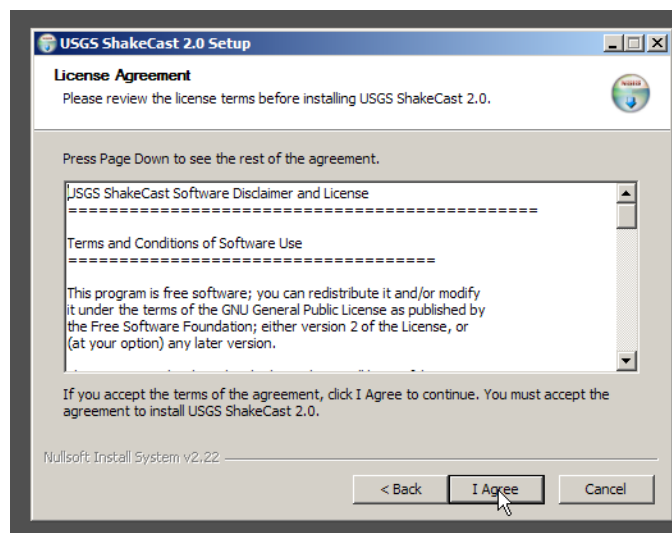 USGS ShakeCast 2.0 Setup
License Agreement
Please review the license terms before installing USGS ShakeCast 2.0.
Press Page Down to see the rest of the agreement.
USGS ShakeCast Software Disclaimer and License
==============================================
Terms and Conditions of Software Use
====================================
This program is free software; you can redistribute it and/or modify
it under the terms of the GNU General Public License as published by
the Free Software Foundation; either version 2 of the License, or
(at your option) any later version.
If you accept the terms of the agreement, click I Agree to continue. You must accept the
agreement to install USGS ShakeCast 2.0.
Nullsoft Install System v2.22
< Back
I Agree
Cancel